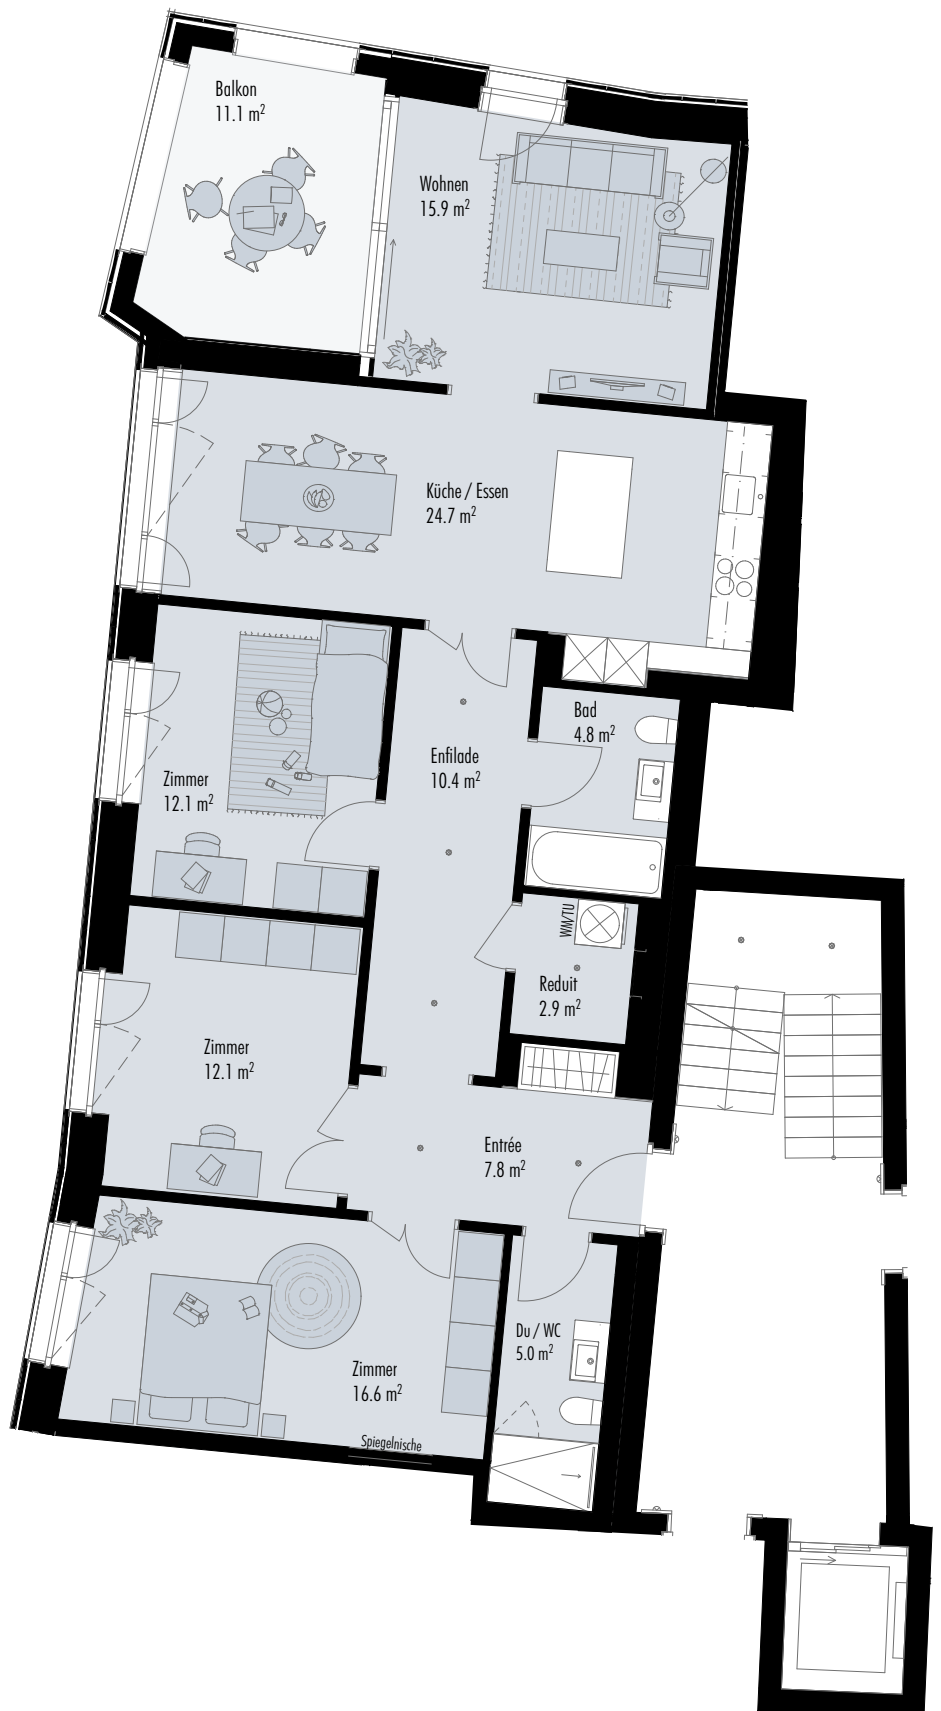 Balkon
11.1 m²
Wohnen
15.9 m²
Küche / Essen
24.7 m²
Bad
4.8 m²
Enfilade
10.4 m²
Zimmer
12.1 m²
WM/TU
Reduit
2.9 m²
Zimmer
12.1 m²
Entrée
7.8 m²
Du / WC
5.0 m²
Zimmer
16.6 m²
Spiegelnische